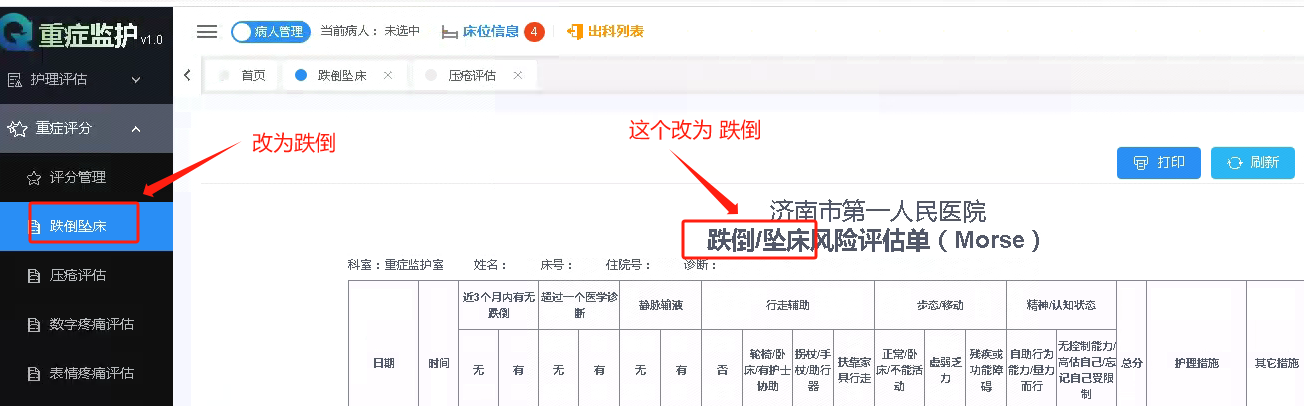 重症监护 v1.0
病人管理 当前病人： 未选中 床位信息 4 出科列表
护理评估
重症评分
评分管理
跌倒坠床
压疮评估
数字疼痛评估
表情疼痛评估
首页 跌倒坠床 × 压疮评估 ×
改为跌倒
这个改为 跌倒
打印 刷新
济南市第一人民医院
跌倒/坠床风险评估单（Morse）
科室：重症监护室 姓名： 床号： 住院号： 诊断：
日期 时间 近3个月内有无跌倒 超过一个医学诊断 静脉输液 行走辅助 步态/移动 精神/认知状态 总分 护理措施 其它措施
无 有 无 有 无 有 否 轮椅/卧床/有护士协助 拐杖/手杖/助行器 扶靠家具行走 正常/卧床/不能活动 虚弱乏力 残疾或功能障碍 自助行为能力/量力而行 无控制能力/高估自己/忘记自己受限制